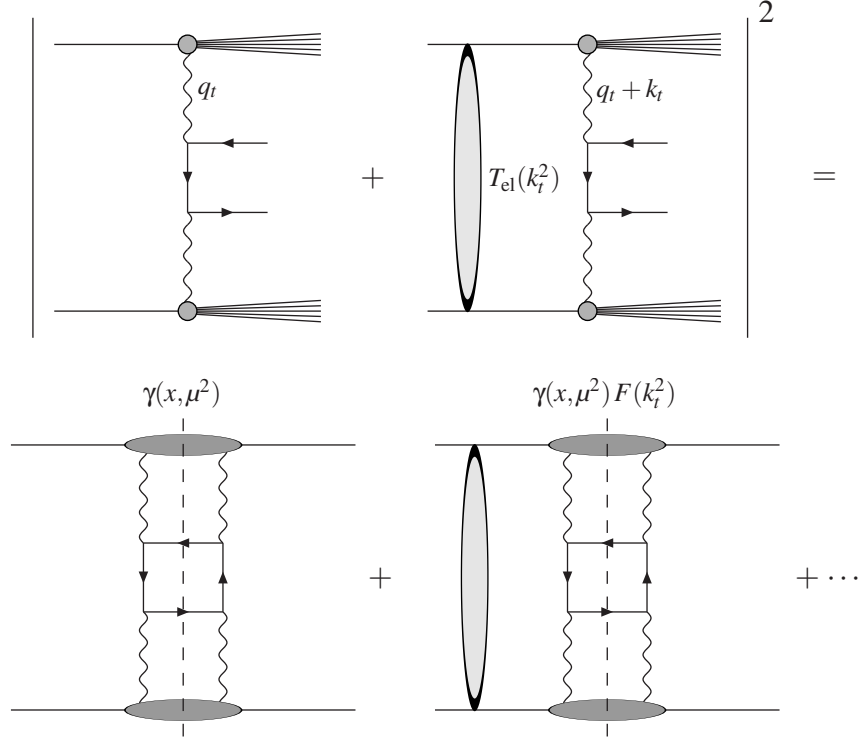 2
q_t
q_t + k_t
+
T_el(k_t^2)
=
γ(x, μ^2)
γ(x, μ^2) F(k_t^2)
+
+ ⋯